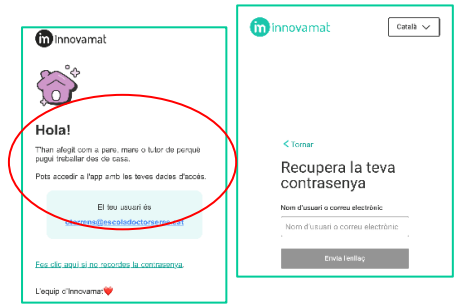 innovamat
Hola!
T'han afegit com a pare, mare o tutor de perquè
pugui treballar des de casa.
Pots accedir a l'app amb les teves dades d'accés.
El teu usuari és
Fes clic aquí si no recordes la contrasenya.
L'equip d'Innovamat
innovamat
Català
Tornar
Recupera la teva
contrasenya
Nom d'usuari o correu electrònic
Nom d'usuari o correu electrònic
Envia l'enllaç